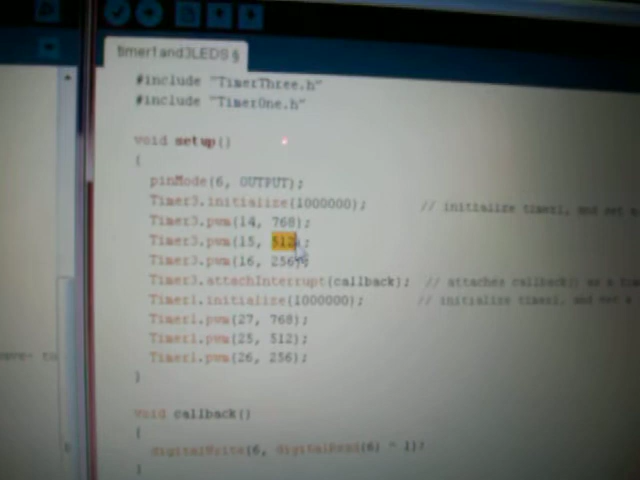 timer1and3LEDS §
#include "TimerThree.h"
#include "TimerOne.h"
void setup()
{
pinMode(6, OUTPUT);
Timer3.initialize(1000000); // initialize timer1, and set a
Timer3.pwm(14, 768);
Timer3.pwm(15, 512);
Timer3.pwm(16, 256);
Timer3.attachInterrupt(callback); // attaches callback() as a
Timer1.initialize(1000000); // initialize timer1, and set a
Timer1.pwm(27, 768);
Timer1.pwm(25, 512);
Timer1.pwm(26, 256);
}
void callback()
{
digitalWrite(6, digitalRead(6) ^ 1);
}